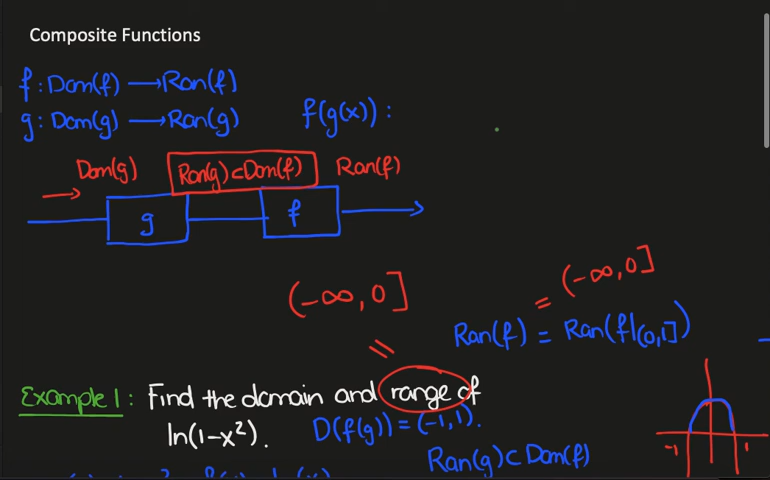 Composite Functions
f : Dom(f) → Ran(f)
g : Dom(g) → Ran(g) f(g(x)) :
Dom(g) Ran(g) ⊂ Dom(f) Ran(f)
g f
(-∞, 0]
= (-∞, 0]
Ran(f) = Ran(f|(0,1])
=
Example 1 : Find the domain and range of
ln(1-x²). D(f(g)) = (-1, 1).
Ran(g) ⊂ Dom(f)
-1 1